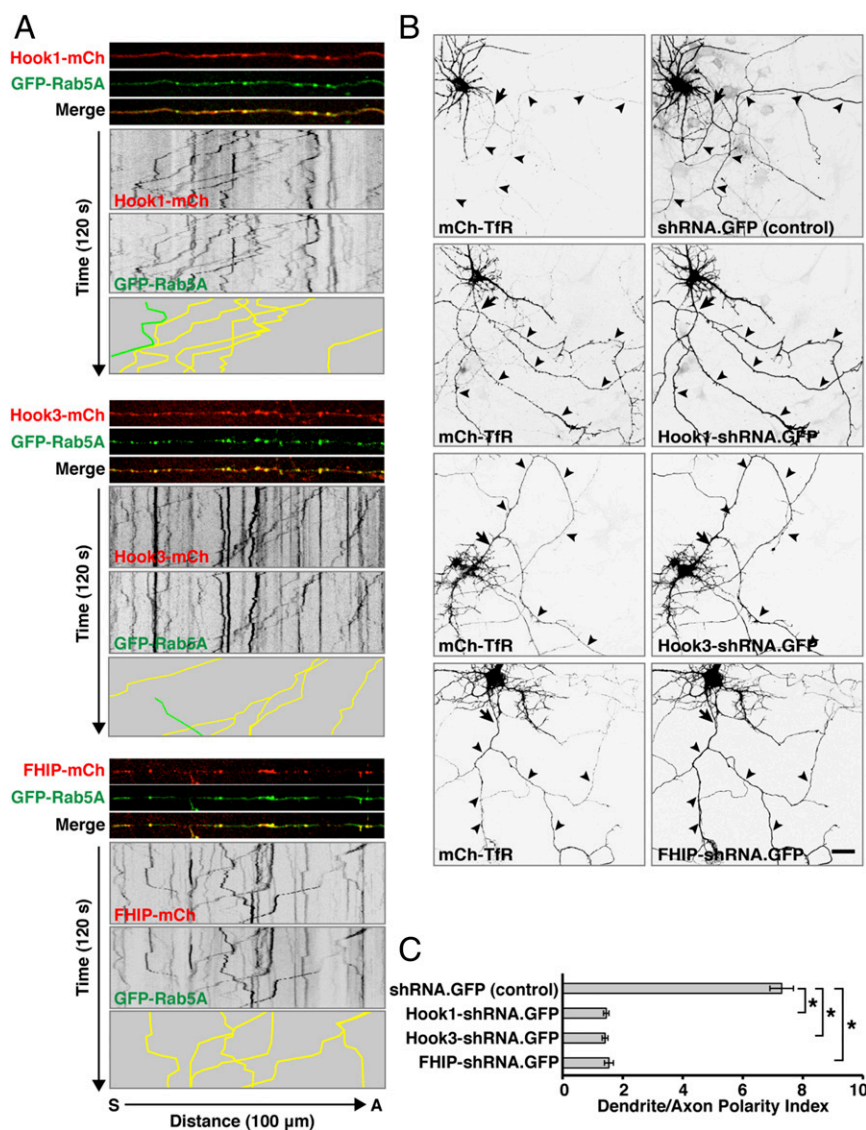 A
Hook1-mCh
GFP-Rab5A
Merge
Time (120 s)
Hook1-mCh
GFP-Rab5A
Hook3-mCh
GFP-Rab5A
Merge
Time (120 s)
Hook3-mCh
GFP-Rab5A
FHIP-mCh
GFP-Rab5A
Merge
Time (120 s)
FHIP-mCh
GFP-Rab5A
S A
Distance (100 µm)
B
mCh-TfR shRNA.GFP (control)
mCh-TfR Hook1-shRNA.GFP
mCh-TfR Hook3-shRNA.GFP
mCh-TfR FHIP-shRNA.GFP
C
shRNA.GFP (control)
Hook1-shRNA.GFP
Hook3-shRNA.GFP
FHIP-shRNA.GFP
* * *
0 2 4 6 8 10
Dendrite/Axon Polarity Index